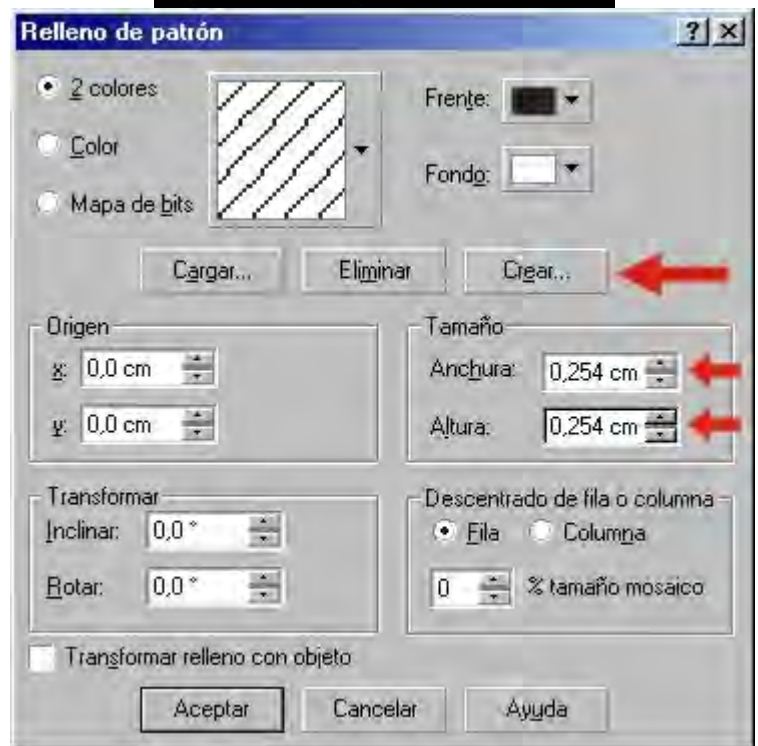 Relleno de patrón
2 colores
Frente:
Color
Fondo:
Mapa de bits
Cargar... Eliminar Crear...
Origen
x: 0,0 cm
y: 0,0 cm
Tamaño
Anchura: 0,254 cm
Altura: 0,254 cm
Transformar
Inclinar: 0,0 °
Rotar: 0,0 °
Descentrado de fila o columna
Fila Columna
0 % tamaño mosaico
Transformar relleno con objeto
Aceptar Cancelar Ayuda